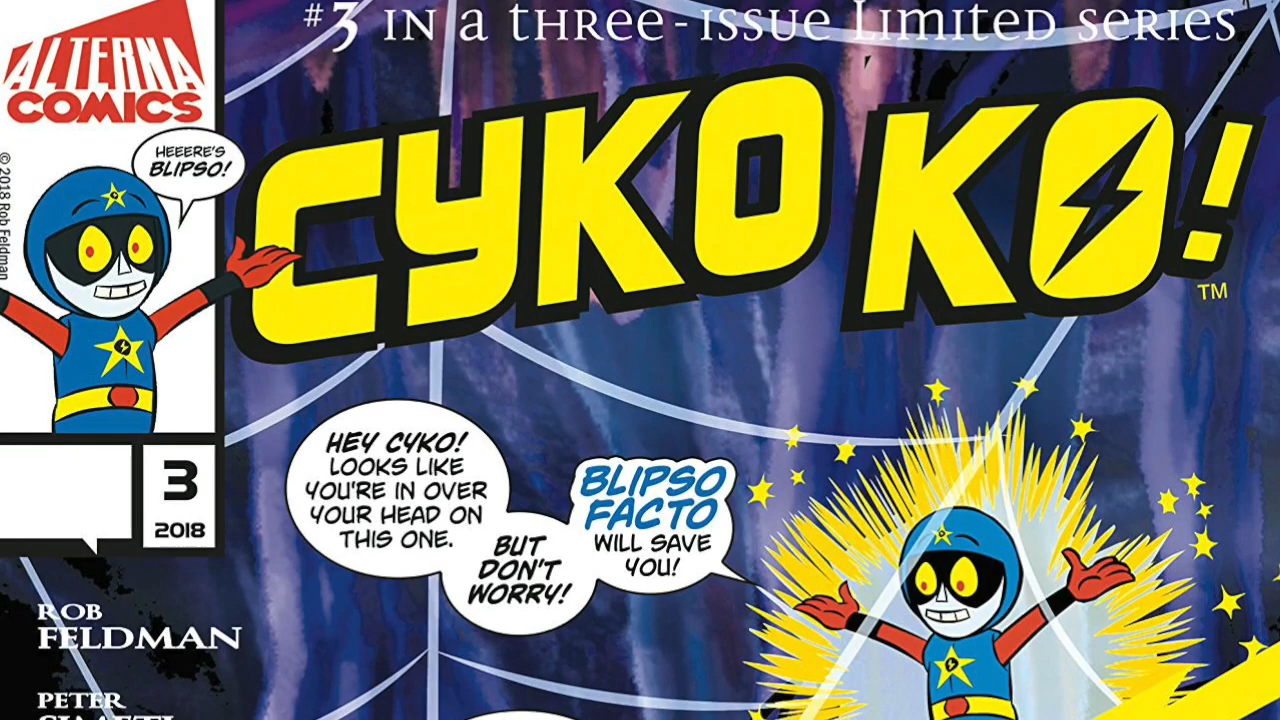 #3 IN a THREE-ISSUE LIMITED SERIES
ALTERNA
COMICS
CYKO KO!
TM
HEEERE'S
BLIPSO!
© 2018 Rob Feldman
3
2018
HEY CYKO!
LOOKS LIKE
YOU'RE IN OVER
YOUR HEAD ON
THIS ONE.
BUT
DON'T
WORRY!
BLIPSO
FACTO
WILL SAVE
YOU!
ROB
FELDMAN
PETER